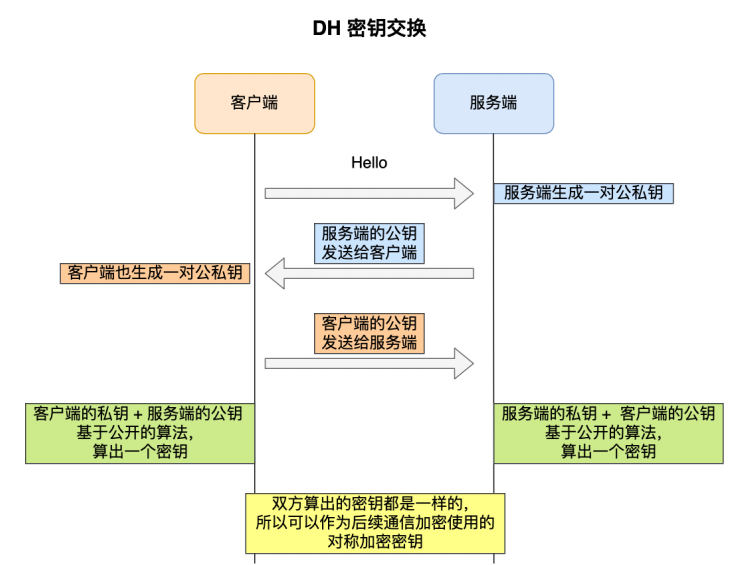 DH 密钥交换
客户端
服务端
Hello
服务端生成一对公私钥
服务端的公钥
发送给客户端
客户端也生成一对公私钥
客户端的公钥
发送给服务端
客户端的私钥 + 服务端的公钥
基于公开的算法，
算出一个密钥
服务端的私钥 + 客户端的公钥
基于公开的算法，
算出一个密钥
双方算出的密钥都是一样的，
所以可以作为后续通信加密使用的
对称加密密钥